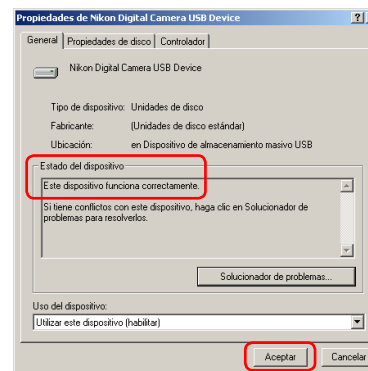 Propiedades de Nikon Digital Camera USB Device
General Propiedades de disco Controlador
Nikon Digital Camera USB Device
Tipo de dispositivo: Unidades de disco
Fabricante: (Unidades de disco estándar)
Ubicación: en Dispositivo de almacenamiento masivo USB
Estado del dispositivo
Este dispositivo funciona correctamente.
Si tiene conflictos con este dispositivo, haga clic en Solucionador de
problemas para resolverlos.
Solucionador de problemas...
Uso del dispositivo:
Utilizar este dispositivo (habilitar)
Aceptar Cancelar